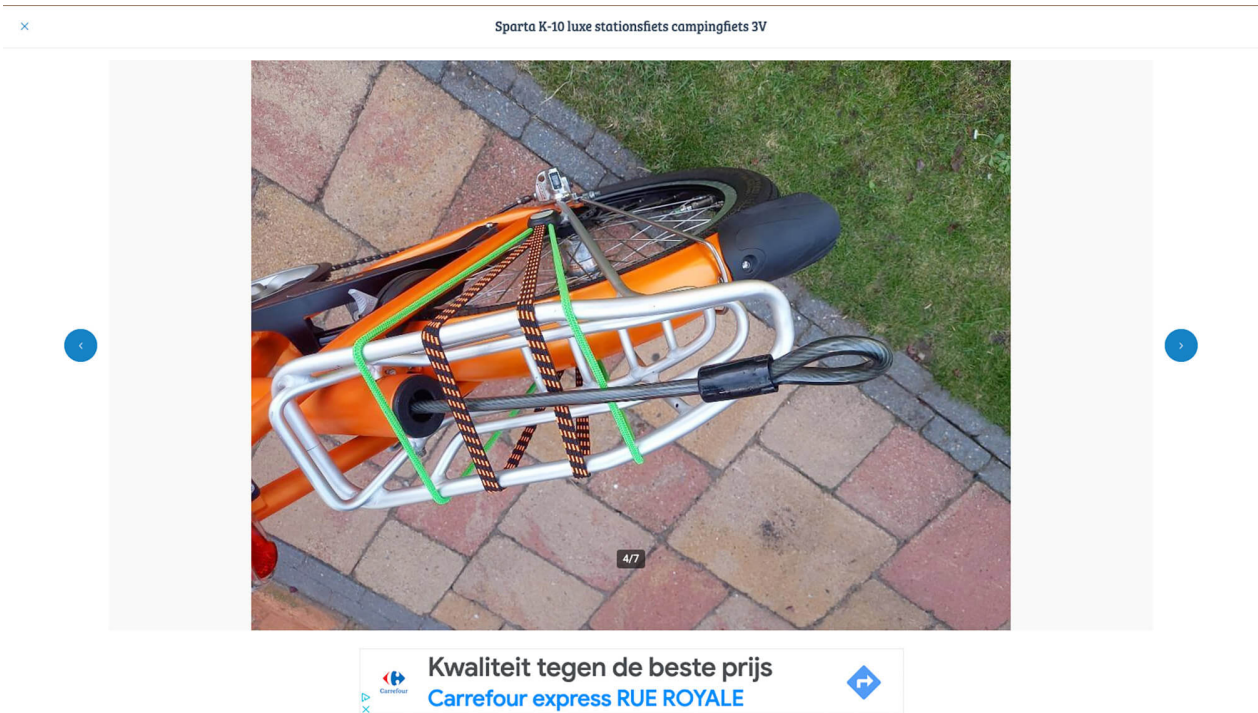 Sparta K-10 luxe stationsfiets campingfiets 3V
4/7
Kwaliteit tegen de beste prijs
Carrefour express RUE ROYALE
Carrefour